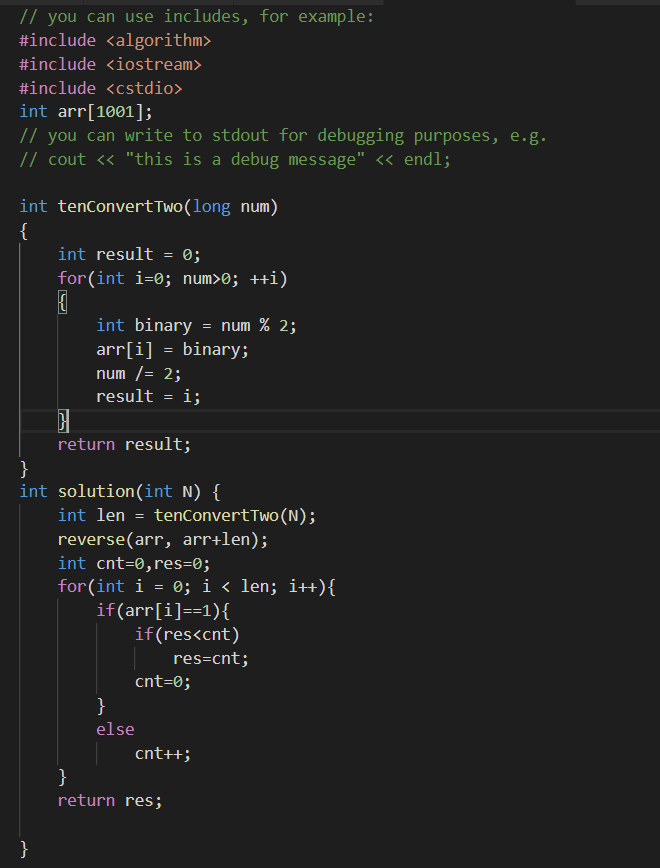 // you can use includes, for example:
#include <algorithm>
#include <iostream>
#include <cstdio>
int arr[1001];
// you can write to stdout for debugging purposes, e.g.
// cout << "this is a debug message" << endl;

int tenConvertTwo(long num)
{
    int result = 0;
    for(int i=0; num>0; ++i)
    {
        int binary = num % 2;
        arr[i] = binary;
        num /= 2;
        result = i;
    }
    return result;
}
int solution(int N) {
    int len = tenConvertTwo(N);
    reverse(arr, arr+len);
    int cnt=0,res=0;
    for(int i = 0; i < len; i++){
        if(arr[i]==1){
            if(res<cnt)
                res=cnt;
            cnt=0;
        }
        else
            cnt++;
    }
    return res;

}